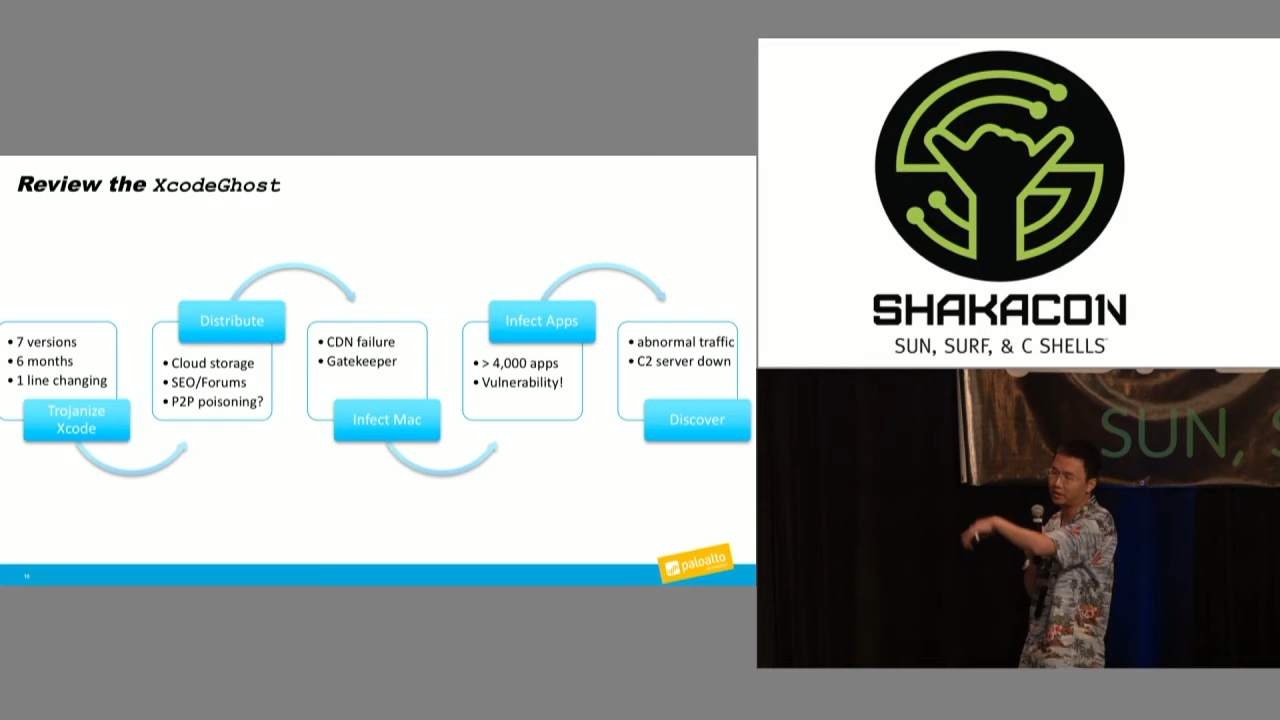 Review the XcodeGhost
• 7 versions
• 6 months
• 1 line changing
Trojanize
Xcode
Distribute
• Cloud storage
• SEO/Forums
• P2P poisoning?
• CDN failure
• Gatekeeper
Infect Mac
Infect Apps
• > 4,000 apps
• Vulnerability!
• abnormal traffic
• C2 server down
Discover
paloalto
SHAKACON
SUN, SURF, & C SHELLS
SUN, S